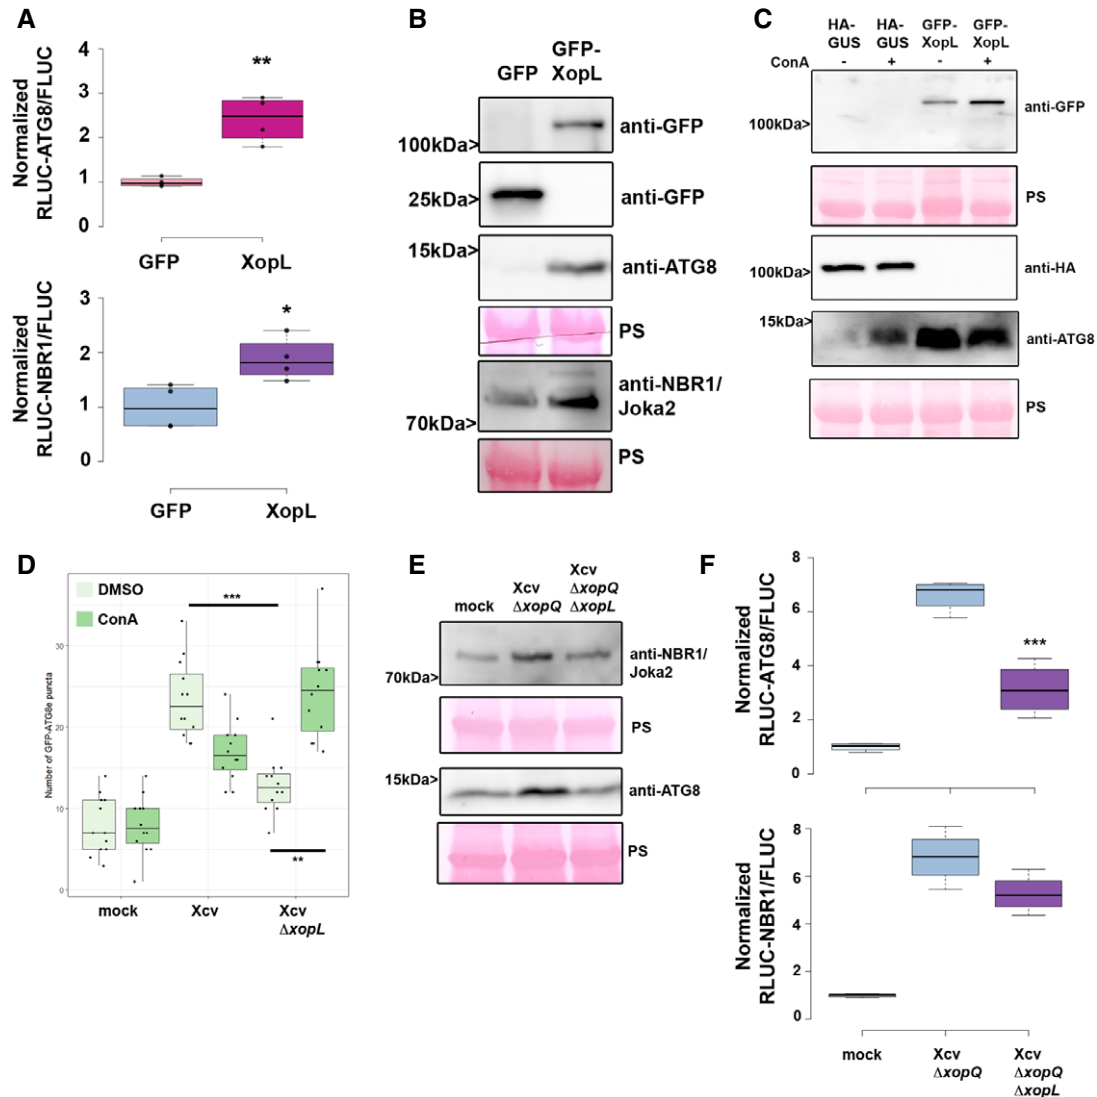 A
Normalized
RLUC-ATG8/FLUC
4
3
2
1
0
**
GFP
XopL
Normalized
RLUC-NBR1/FLUC
3
2
1
0
*
GFP
XopL
B
GFP
GFP-
XopL
100kDa>
anti-GFP
25kDa>
anti-GFP
15kDa>
anti-ATG8
PS
anti-NBR1/
Joka2
70kDa>
PS
C
HA-
GUS
HA-
GUS
GFP-
XopL
GFP-
XopL
ConA
-
+
-
+
100kDa>
anti-GFP
PS
100kDa>
anti-HA
15kDa>
anti-ATG8
PS
D
DMSO
ConA
***
**
Number of GFP-ATG8e puncta
30
20
10
0
mock
Xcv
Xcv
ΔxopL
E
mock
Xcv
ΔxopQ
Xcv
ΔxopQ
ΔxopL
70kDa>
anti-NBR1/
Joka2
PS
15kDa>
anti-ATG8
PS
F
Normalized
RLUC-ATG8/FLUC
8
6
4
2
0
***
Normalized
RLUC-NBR1/FLUC
8
6
4
2
0
mock
Xcv
ΔxopQ
Xcv
ΔxopQ
ΔxopL